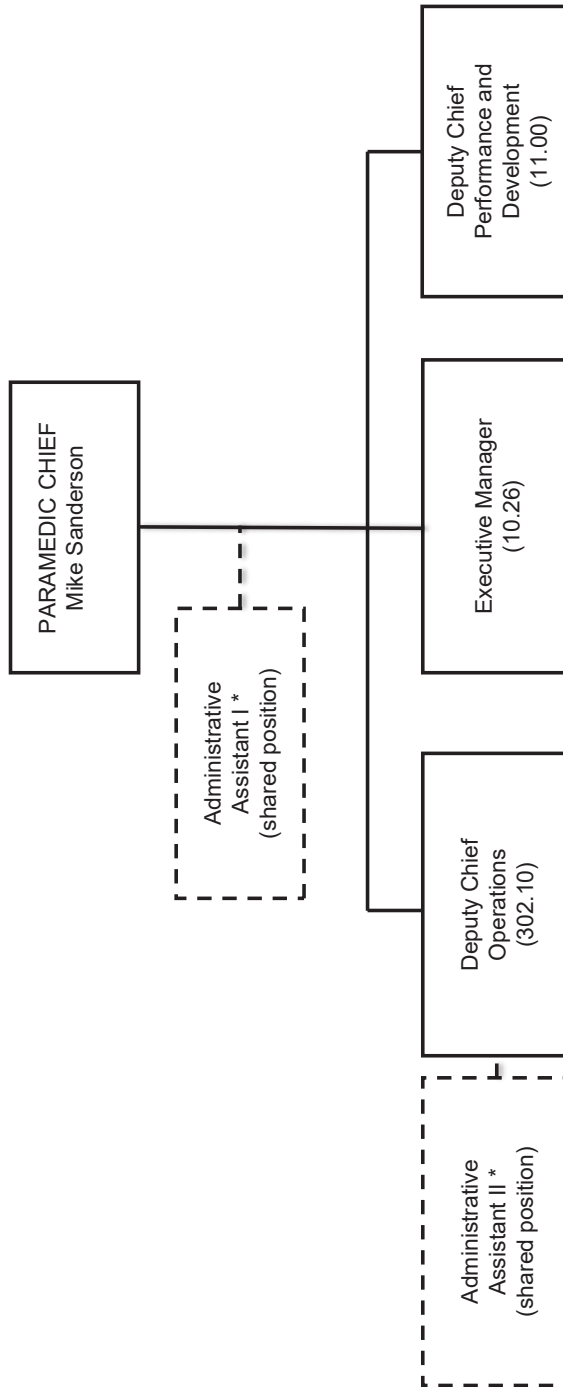 PARAMEDIC CHIEF
Mike Sanderson
Administrative
Assistant I *
(shared position)
Administrative
Assistant II *
(shared position)
Deputy Chief
Operations
(302.10)
Executive Manager
(10.26)
Deputy Chief
Performance and
Development
(11.00)